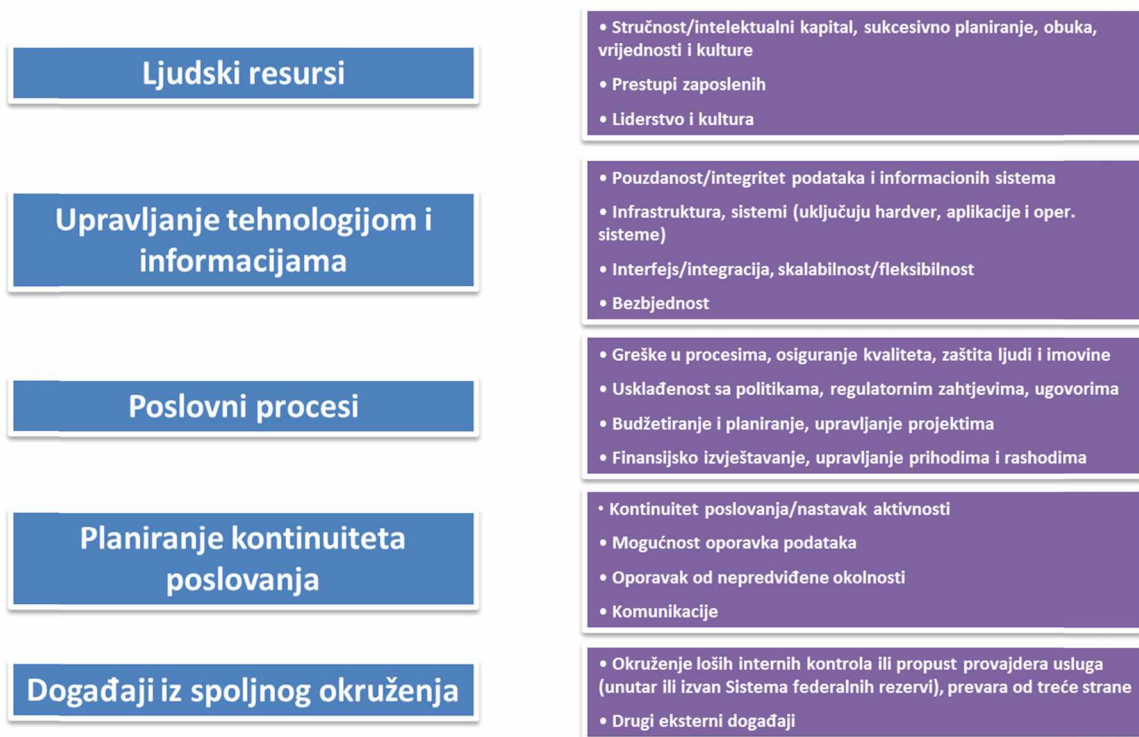 Ljudski resursi
• Stručnost/intelektualni kapital, sukcesivno planiranje, obuka,
vrijednosti i kulture
• Prestupi zaposlenih
• Liderstvo i kultura
Upravljanje tehnologijom i
informacijama
• Pouzdanost/integritet podataka i informacionih sistema
• Infrastruktura, sistemi (uključuju hardver, aplikacije i oper.
sisteme)
• Interfejs/integracija, skalabilnost/fleksibilnost
• Bezbjednost
Poslovni procesi
• Greške u procesima, osiguranje kvaliteta, zaštita ljudi i imovine
• Usklađenost sa politikama, regulatornim zahtjevima, ugovorima
• Budžetiranje i planiranje, upravljanje projektima
• Finansijsko izvještavanje, upravljanje prihodima i rashodima
Planiranje kontinuiteta
poslovanja
• Kontinuitet poslovanja/nastavak aktivnosti
• Mogućnost oporavka podataka
• Oporavak od nepredviđene okolnosti
• Komunikacije
Događaji iz spoljnog okruženja
• Okruženje loših internih kontrola ili propust provajdera usluga
(unutar ili izvan Sistema federalnih rezervi), prevara od treće strane
• Drugi eksterni događaji